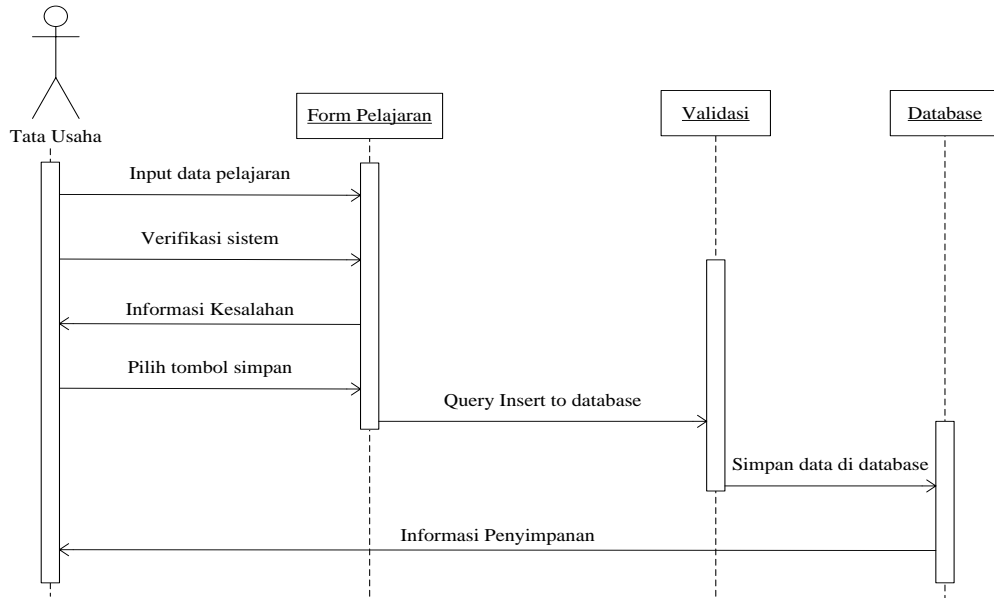 Tata Usaha
Form Pelajaran
Validasi
Database
Input data pelajaran
Verifikasi sistem
Informasi Kesalahan
Pilih tombol simpan
Query Insert to database
Simpan data di database
Informasi Penyimpanan